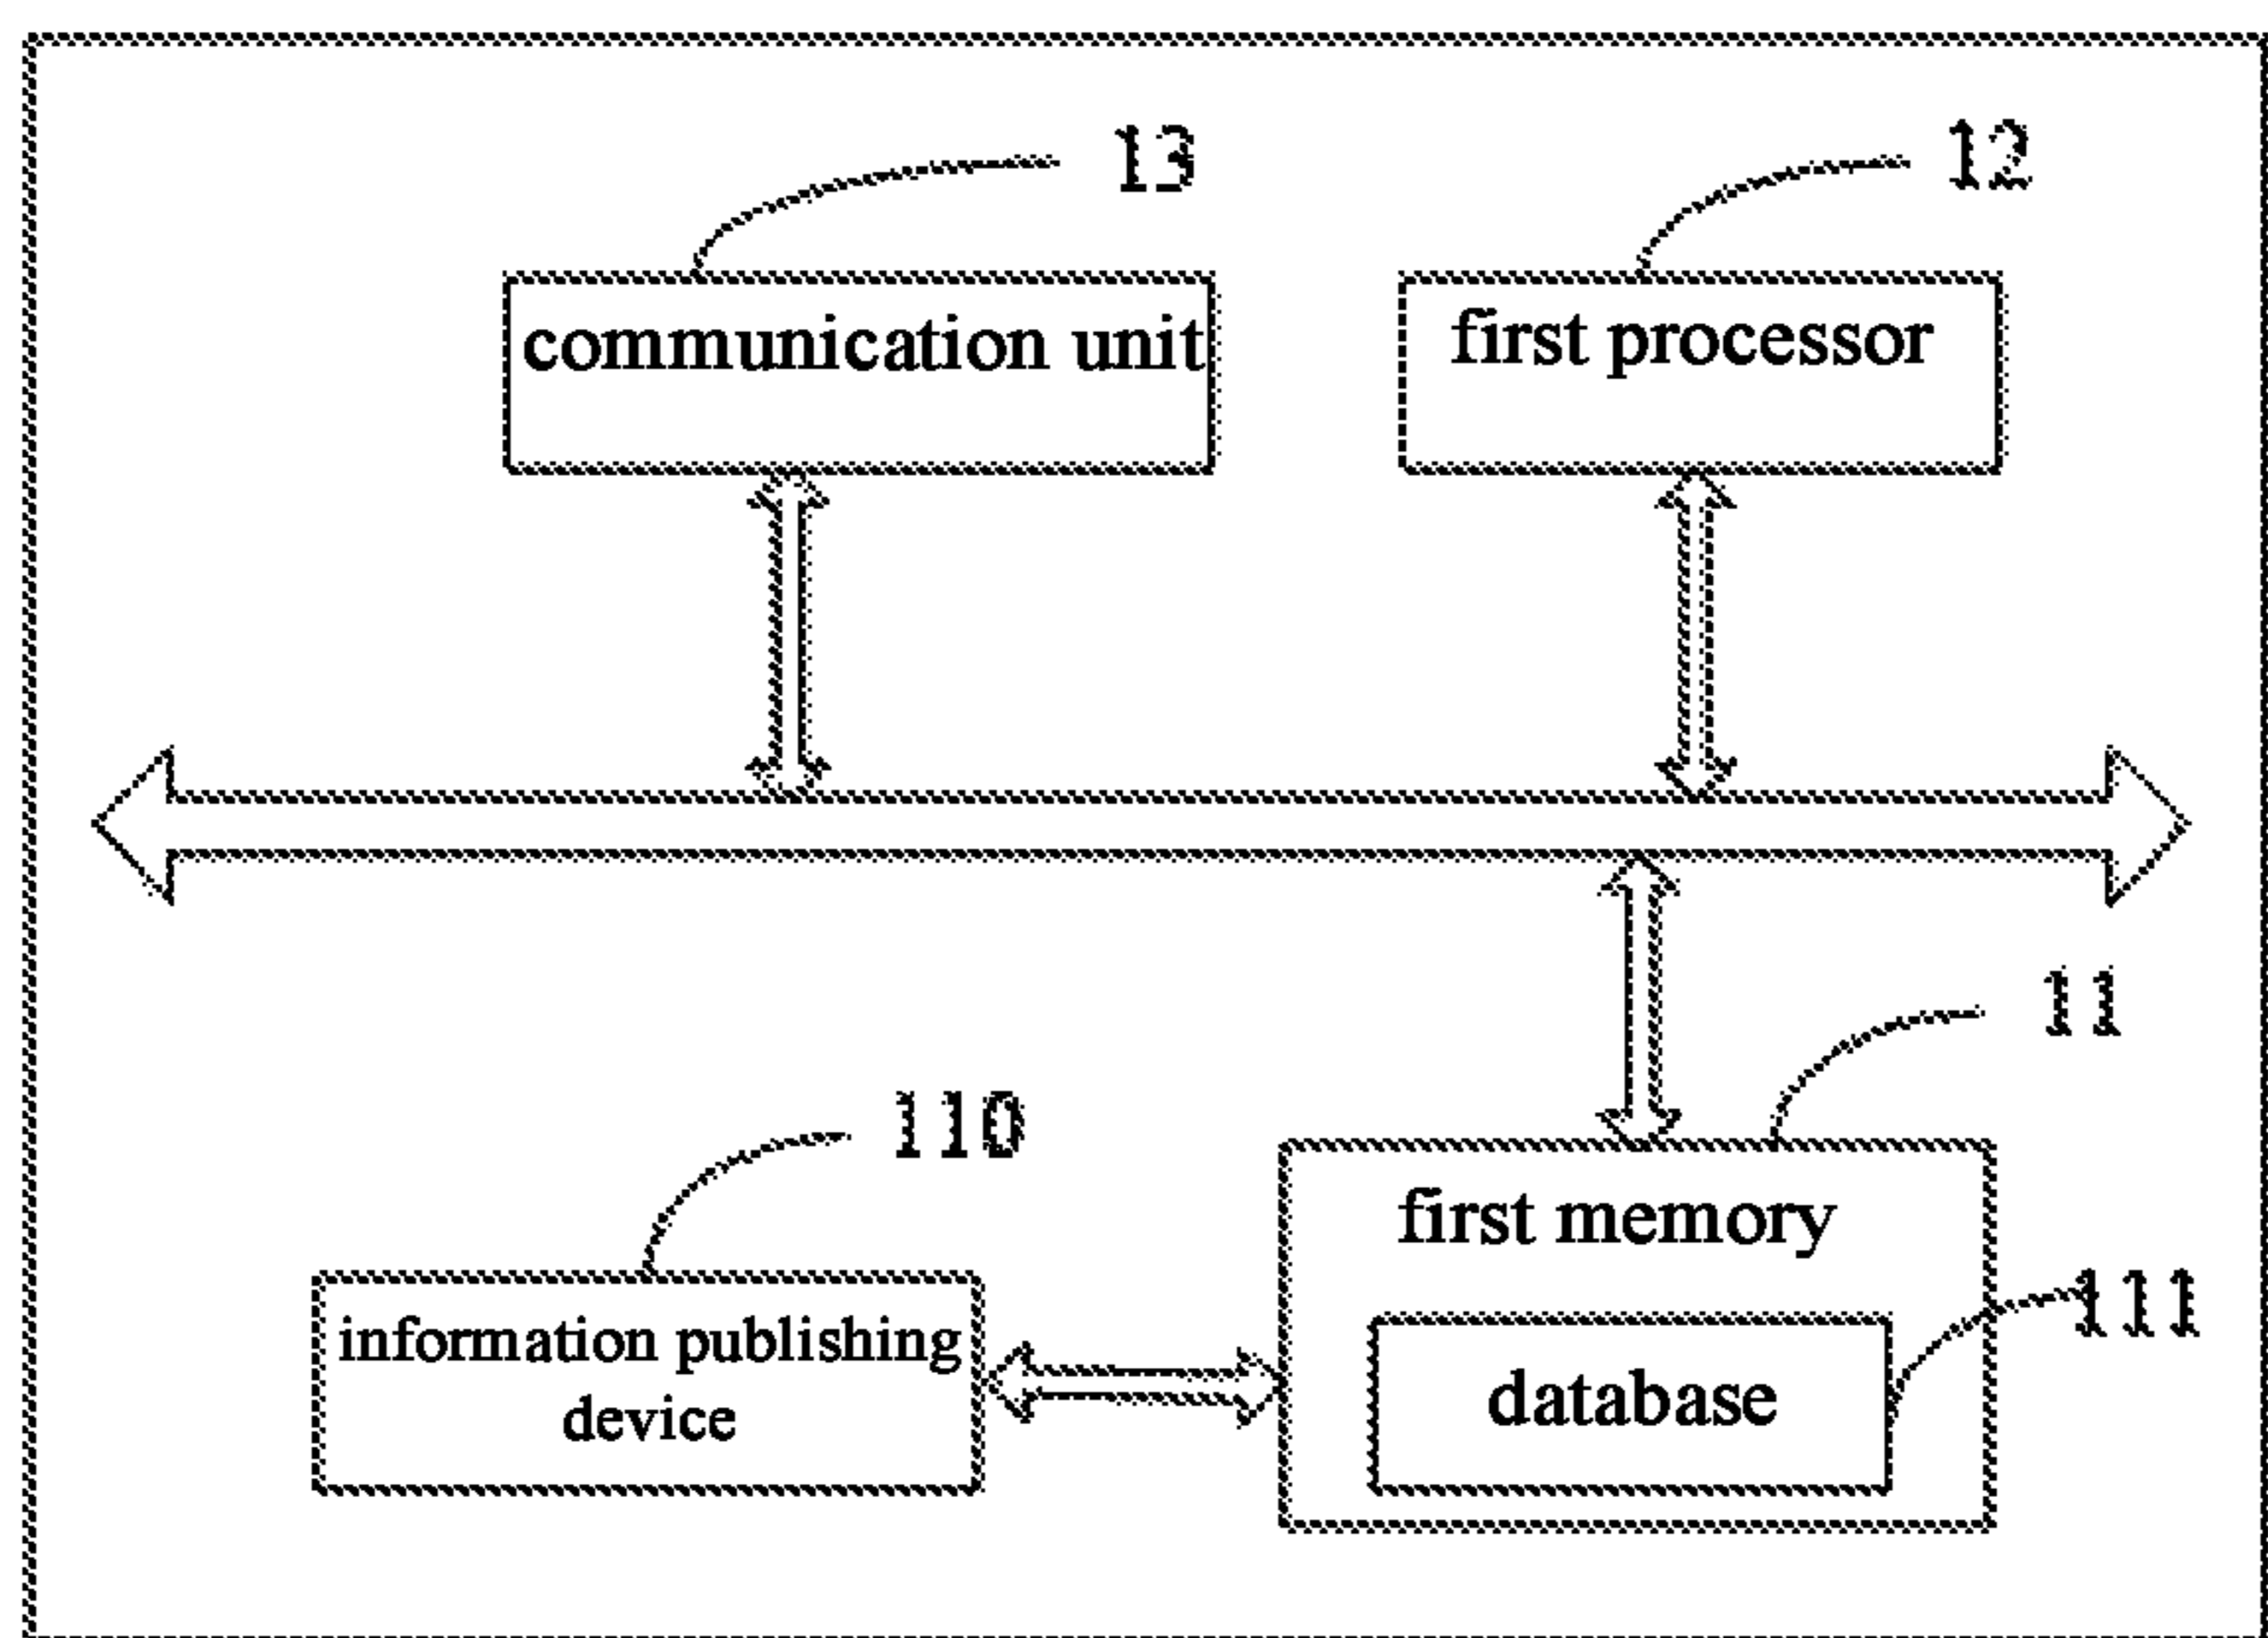 13
12
communication unit
first processor
11
110
first memory
111
information publishing
device
database